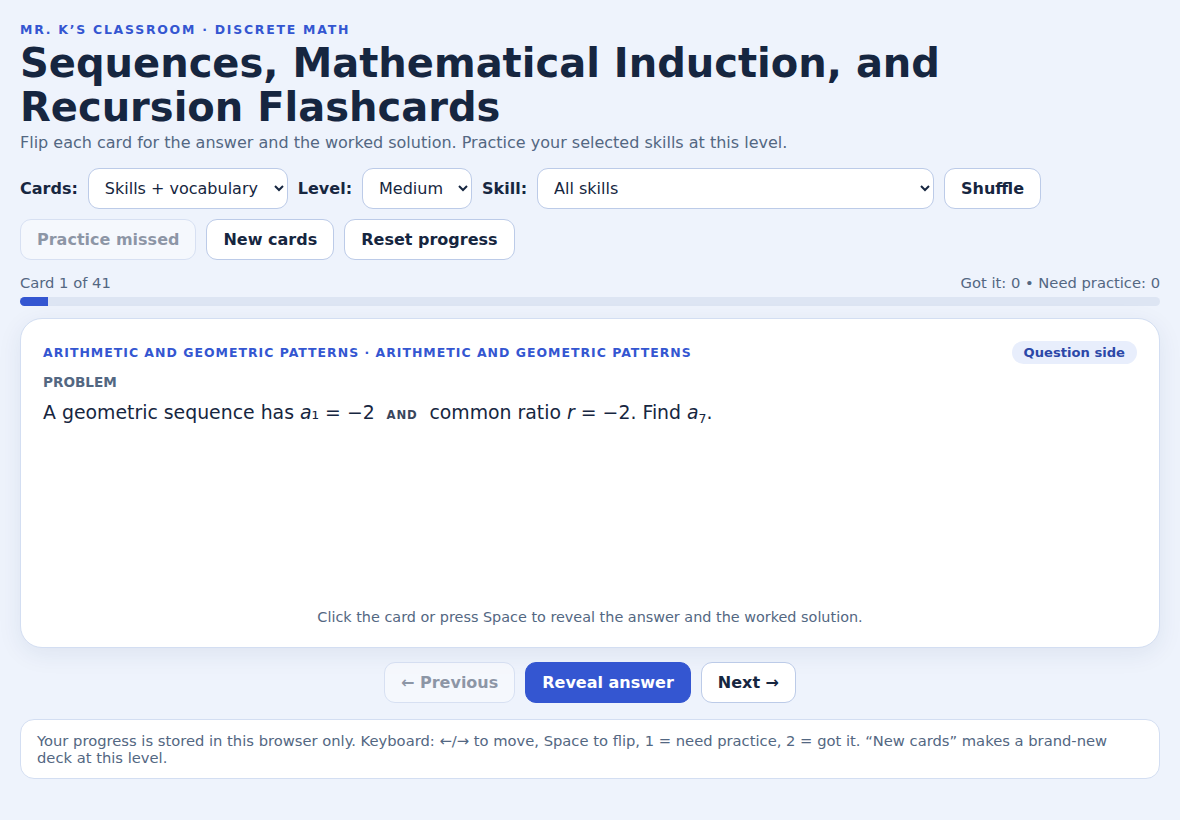 MR. K’S CLASSROOM · DISCRETE MATH
Sequences, Mathematical Induction, and
Recursion Flashcards
Flip each card for the answer and the worked solution. Practice your selected skills at this level.
Cards: Skills + vocabulary Level: Medium Skill: All skills Shuffle
Practice missed New cards Reset progress
Card 1 of 41 Got it: 0 • Need practice: 0
ARITHMETIC AND GEOMETRIC PATTERNS · ARITHMETIC AND GEOMETRIC PATTERNS Question side
PROBLEM
A geometric sequence has a₁ = −2 AND common ratio r = −2. Find a₇.
Click the card or press Space to reveal the answer and the worked solution.
← Previous Reveal answer Next →
Your progress is stored in this browser only. Keyboard: ←/→ to move, Space to flip, 1 = need practice, 2 = got it. “New cards” makes a brand-new
deck at this level.